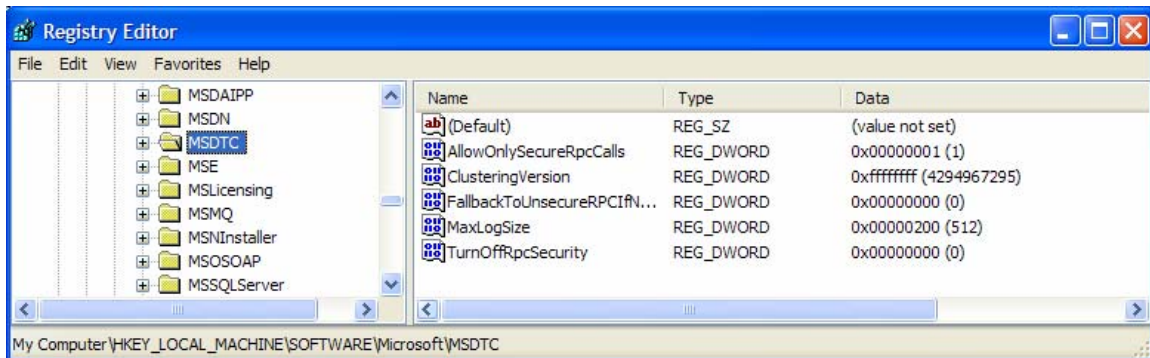 Registry Editor
File Edit View Favorites Help
MSDAIPP
MSDN
MSDTC
MSE
MSLicensing
MSMQ
MSNInstaller
MSOSOAP
MSSQLServer
Name Type Data
ab (Default) REG_SZ (value not set)
AllowOnlySecureRpcCalls REG_DWORD 0x00000001 (1)
ClusteringVersion REG_DWORD 0xffffffff (4294967295)
FallbackToUnsecureRPCIfN... REG_DWORD 0x00000000 (0)
MaxLogSize REG_DWORD 0x00000200 (512)
TurnOffRpcSecurity REG_DWORD 0x00000000 (0)
My Computer\HKEY_LOCAL_MACHINE\SOFTWARE\Microsoft\MSDTC